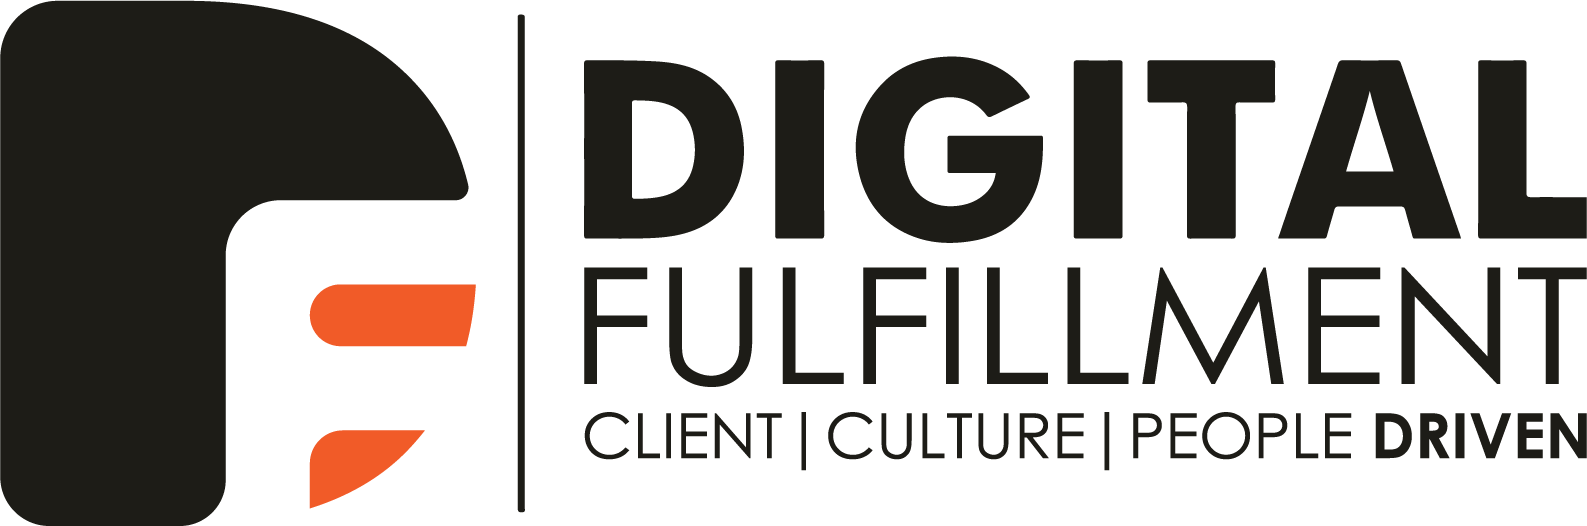 DIGITAL
FULFILLMENT
CLIENT | CULTURE | PEOPLE DRIVEN